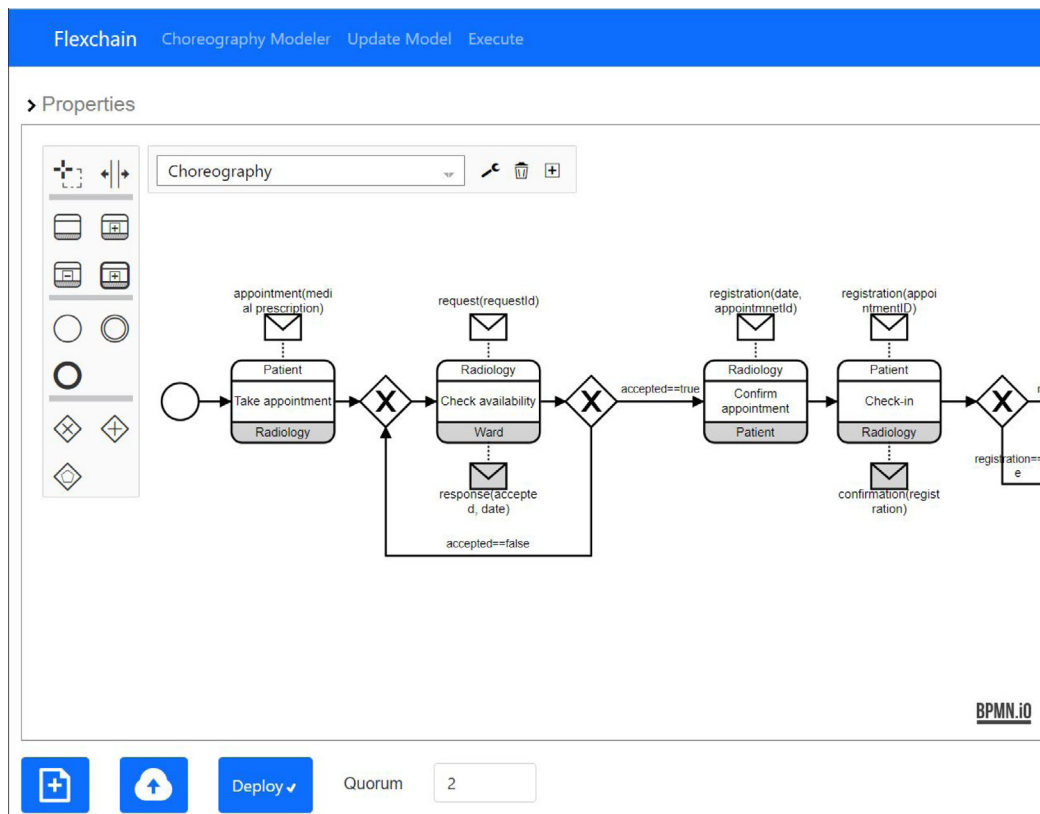 Flexchain Choreography Modeler Update Model Execute
Properties
Choreography
appointment(medi
al prescription)
request(requestId)
registration(date,
appointmnetId)
registration(appoi
ntmentID)
Patient
Take appointment
Radiology
X
Radiology
Check availability
Ward
X
accepted==true
Radiology
Confirm
appointment
Patient
Patient
Check-in
Radiology
X
registration==
e
response(accepte
d, date)
confirmation(regist
ration)
accepted==false
BPMN.iO
Deploy
Quorum
2